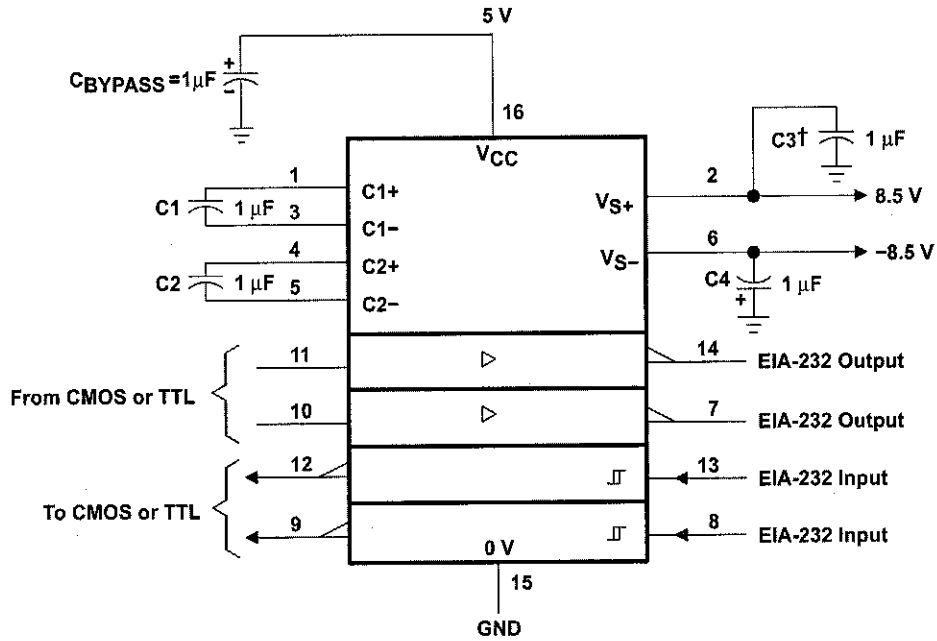 5 V
CBYPASS =1μF
+
−
16
VCC
C3† 1 μF
1
C1+
C1 1 μF
3
C1−
2
VS+
8.5 V
4
C2+
C2 1 μF
5
C2−
6
VS−
−8.5 V
C4 1 μF
+
11
14
EIA-232 Output
From CMOS or TTL
10
7
EIA-232 Output
12
13
EIA-232 Input
To CMOS or TTL
9
8
EIA-232 Input
0 V
15
GND